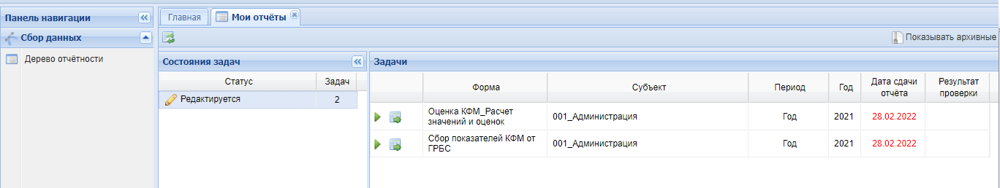 Панель навигации
Сбор данных
Дерево отчётности
Главная
Мои отчёты
Показывать архивные
Состояния задач
Статус
Задач
Редактируется
2
Задачи
Форма
Субъект
Период
Год
Дата сдачи
отчёта
Результат
проверки
Оценка КФМ_Расчет
значений и оценок
001_Администрация
Год
2021
28.02.2022
Сбор показателей КФМ от
ГРБС
001_Администрация
Год
2021
28.02.2022